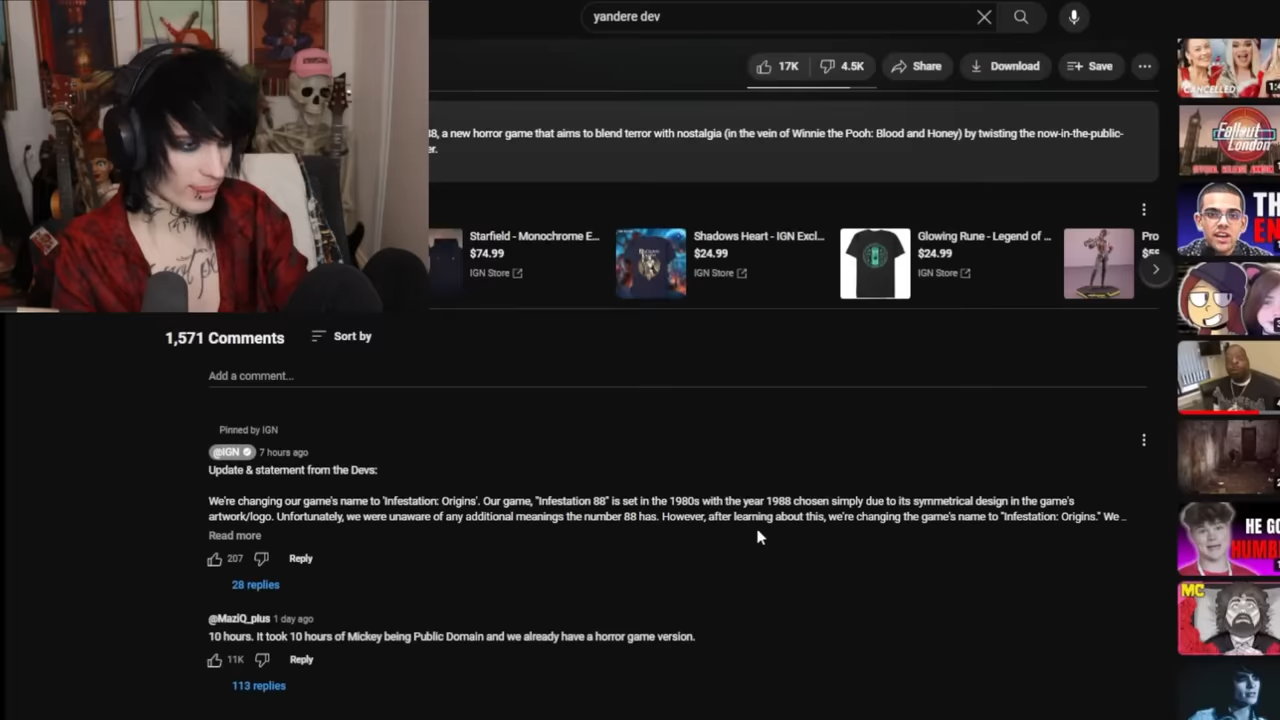 yandere dev
17K
4.5K
Share
Download
Save
a new horror game that aims to blend terror with nostalgia (in the vein of Winnie the Pooh: Blood and Honey) by twisting the now-in-the-public-
Starfield - Monochrome E...
$74.99
IGN Store
Shadows Heart - IGN Excl...
$24.99
IGN Store
Glowing Rune - Legend of ...
$24.99
IGN Store
Pro
1,571 Comments
Sort by
Add a comment...
Pinned by IGN
@IGN 7 hours ago
Update & statement from the Devs:
We're changing our game's name to 'Infestation: Origins'. Our game, "Infestation 88" is set in the 1980s with the year 1988 chosen simply due to its symmetrical design in the game's
artwork/logo. Unfortunately, we were unaware of any additional meanings the number 88 has. However, after learning about this, we're changing the game's name to "Infestation: Origins." We ...
Read more
207
Reply
28 replies
@MaziQ_plus 1 day ago
10 hours. It took 10 hours of Mickey being Public Domain and we already have a horror game version.
11K
Reply
113 replies
CANCELLED
Fallout
London
TH
EN
HE GO
HUMB
MC